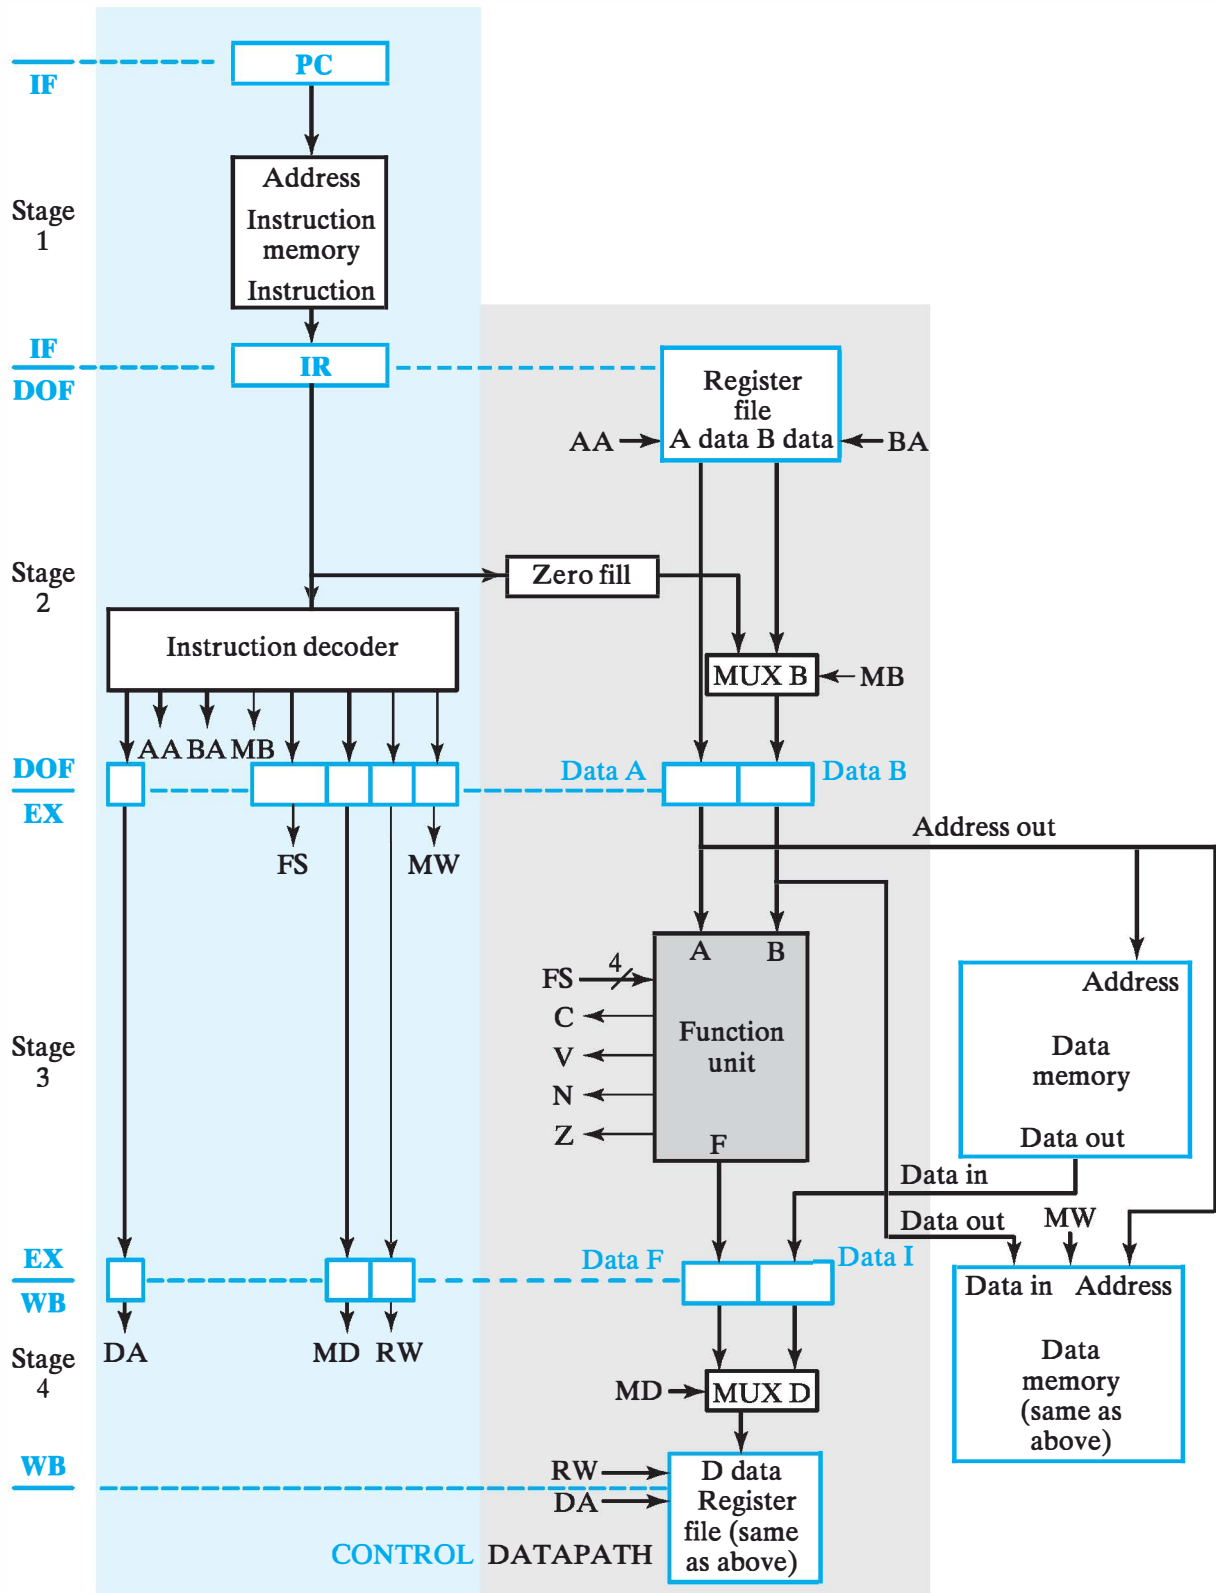 PC
IF
Address
Instruction
memory
Instruction
Stage
1
IF
DOF
IR
Register
file
A data B data
AA
BA
Stage
2
Zero fill
Instruction decoder
MUX B
MB
AA BA MB
DOF
EX
Data A
Data B
FS
MW
Address out
A B
FS
4
C
V
N
Z
Function
unit
F
Stage
3
Address
Data
memory
Data out
Data in
Data out
MW
EX
WB
Data F
Data I
Data in Address
Data
memory
(same as
above)
DA
MD RW
Stage
4
MD
MUX D
WB
RW
DA
D data
Register
file (same
as above)
CONTROL DATAPATH